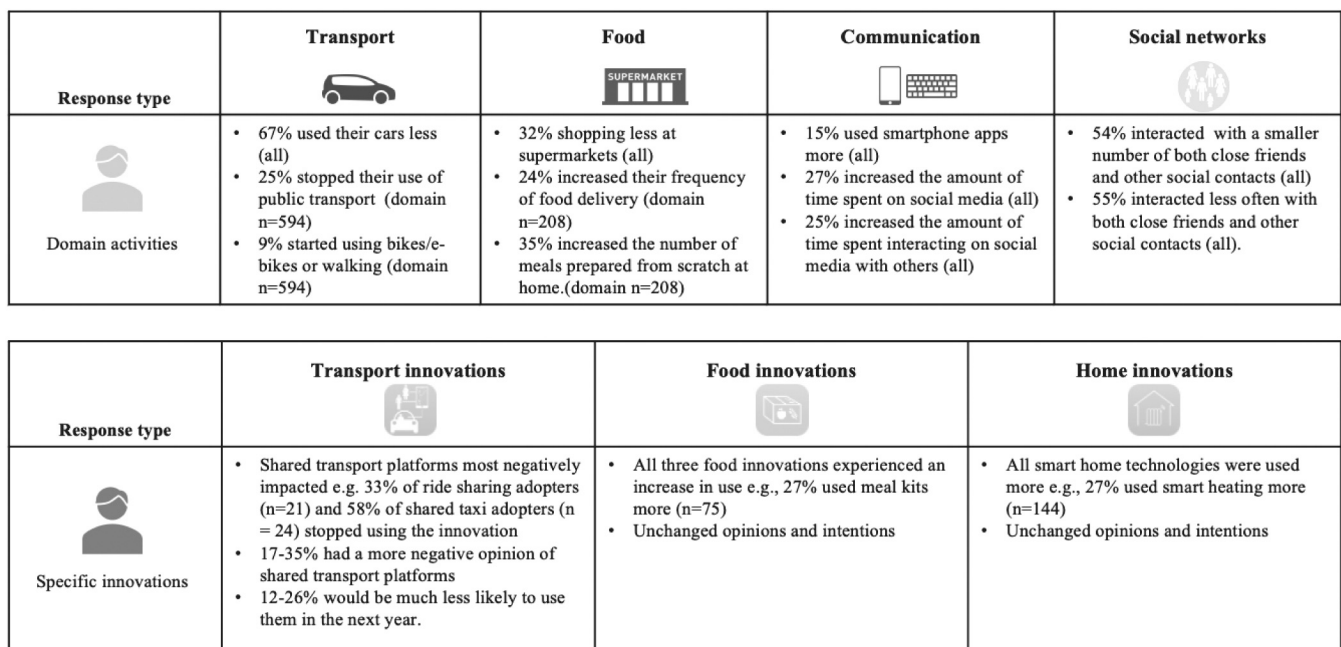 Transport
Food
Communication
Social networks
SUPERMARKET
Response type
Domain activities
• 67% used their cars less
(all)
• 25% stopped their use of
public transport (domain
n=594)
• 9% started using bikes/e-
bikes or walking (domain
n=594)
• 32% shopping less at
supermarkets (all)
• 24% increased their frequency
of food delivery (domain
n=208)
• 35% increased the number of
meals prepared from scratch at
home.(domain n=208)
• 15% used smartphone apps
more (all)
• 27% increased the amount of
time spent on social media (all)
• 25% increased the amount of
time spent interacting on social
media with others (all)
• 54% interacted with a smaller
number of both close friends
and other social contacts (all)
• 55% interacted less often with
both close friends and other
social contacts (all).
Transport innovations
Food innovations
Home innovations
Response type
Specific innovations
• Shared transport platforms most negatively
impacted e.g. 33% of ride sharing adopters
(n=21) and 58% of shared taxi adopters (n
= 24) stopped using the innovation
• 17-35% had a more negative opinion of
shared transport platforms
• 12-26% would be much less likely to use
them in the next year.
• All three food innovations experienced an
increase in use e.g., 27% used meal kits
more (n=75)
• Unchanged opinions and intentions
• All smart home technologies were used
more e.g., 27% used smart heating more
(n=144)
• Unchanged opinions and intentions